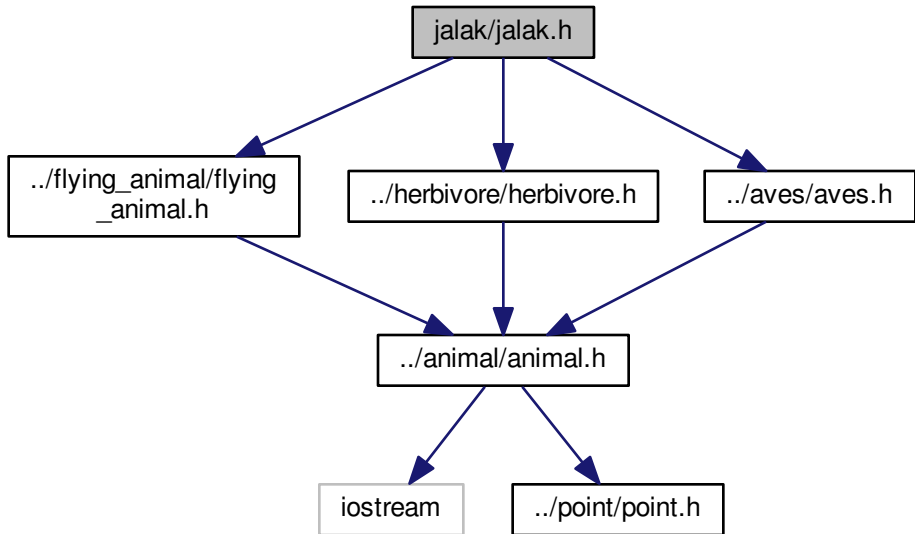 jalak/jalak.h
../flying_animal/flying
_animal.h
../herbivore/herbivore.h
../aves/aves.h
../animal/animal.h
iostream
../point/point.h